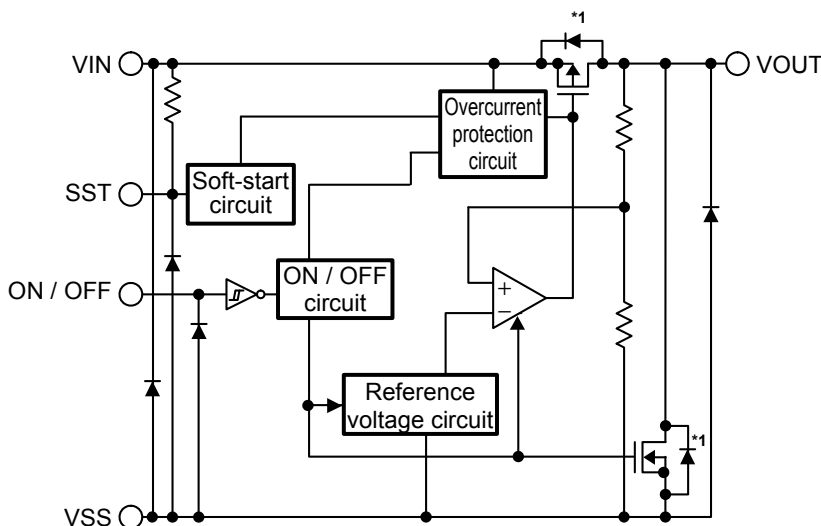 *1
VIN
VOUT
Overcurrent
protection
circuit
SST
Soft-start
circuit
ON / OFF
ON / OFF
circuit
+
−
Reference
voltage circuit
*1
VSS